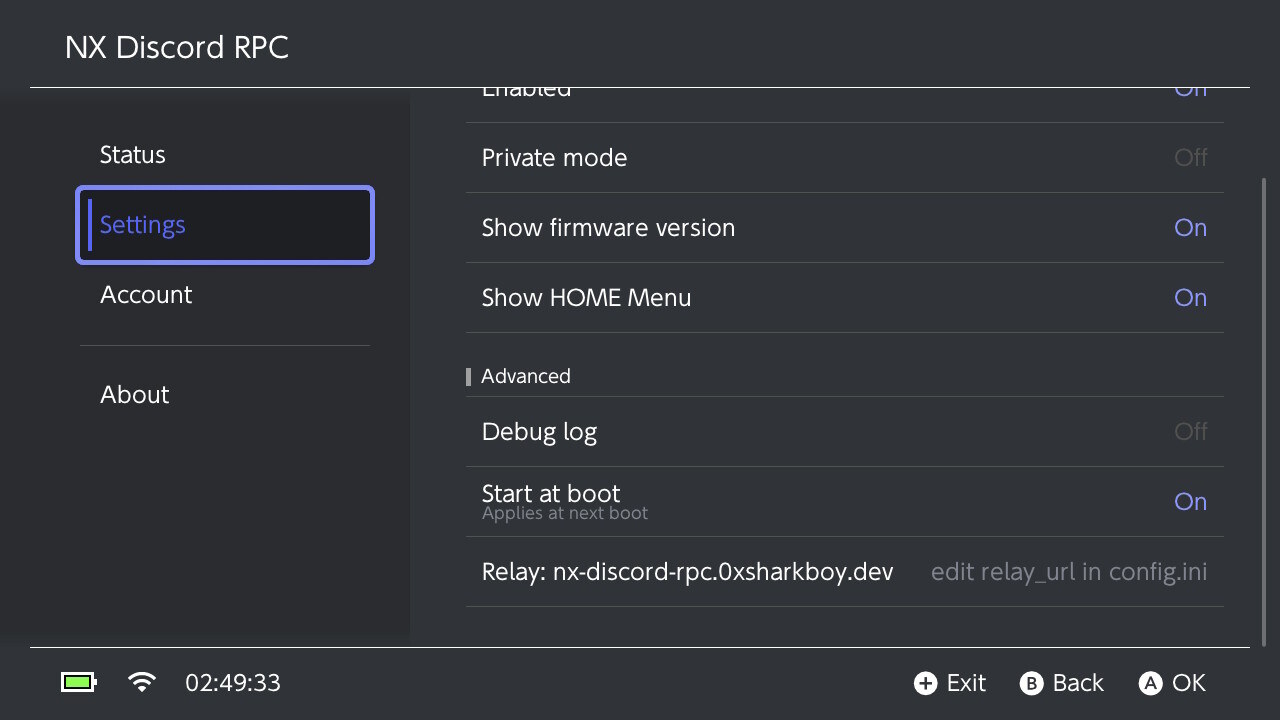 NX Discord RPC
Status
Settings
Account
About
Enabled On
Private mode Off
Show firmware version On
Show HOME Menu On
Advanced
Debug log Off
Start at boot On
Applies at next boot
Relay: nx-discord-rpc.0xsharkboy.dev edit relay_url in config.ini
02:49:33 + Exit B Back A OK